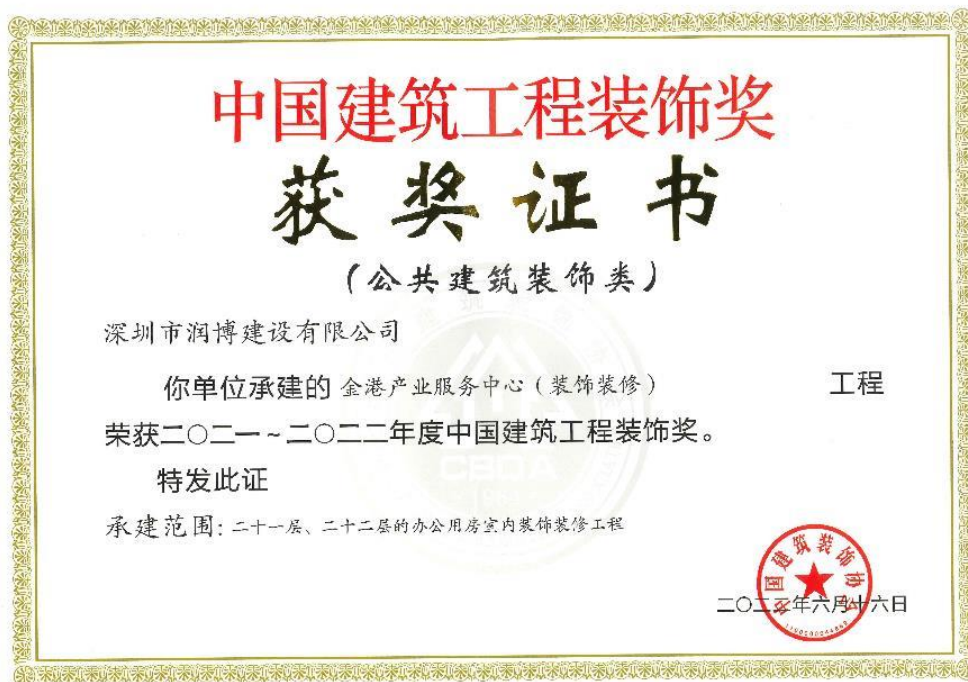 中国建筑工程装饰奖
获奖证书
(公共建筑装饰类)
深圳市润博建设有限公司
你单位承建的 金港产业服务中心(装饰装修) 工程
荣获二〇二一~二〇二二年度中国建筑工程装饰奖。
特发此证
承建范围:二十一层、二十二层的办公用房室内装饰装修工程
中国建筑装饰协会
二〇二三年六月十六日
CBDA